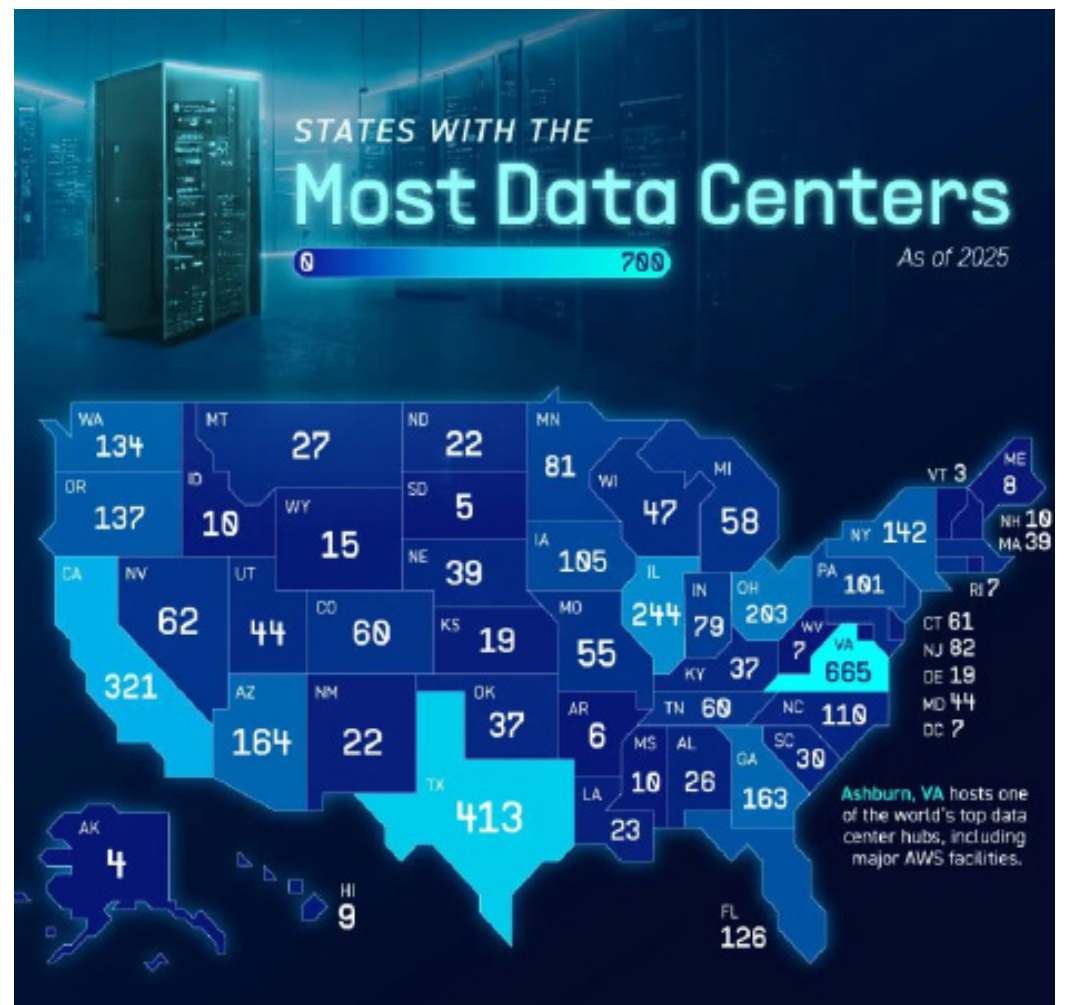 STATES WITH THE
Most Data Centers
0 700
As of 2025
WA
134
MT
27
ND
22
MN
81
OR
137
ID
10
WY
15
SD
5
WI
47
MI
58
VT 3
ME
8
NH 10
MA 39
NY 142
RI 7
CA
321
NV
62
UT
44
CO
60
NE
39
IA
105
IL
244
IN
79
OH
203
PA
101
KS
19
MO
55
KY 37
WV
7
VA
665
CT 61
NJ 82
DE 19
MD 44
DC 7
AZ
164
NM
22
OK
37
AR
6
TN 60
NC 110
SC
30
TX
413
LA
23
MS
10
AL
26
GA
163
Ashburn, VA hosts one
of the world's top data
center hubs, including
major AWS facilities.
AK
4
HI
9
FL
126